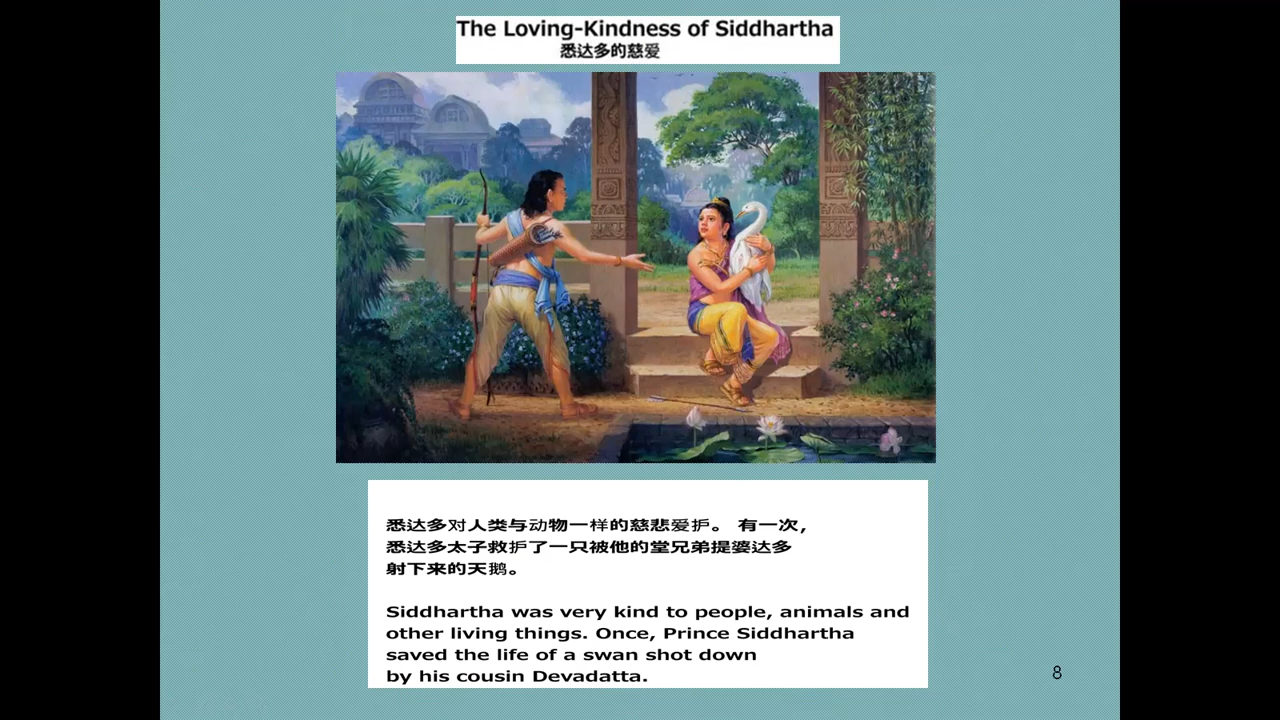 The Loving-Kindness of Siddhartha
悉达多的慈爱
悉达多对人类与动物一样的慈悲爱护。 有一次,
悉达多太子救护了一只被他的堂兄弟提婆达多
射下来的天鹅。
Siddhartha was very kind to people, animals and
other living things. Once, Prince Siddhartha
saved the life of a swan shot down
by his cousin Devadatta.
8